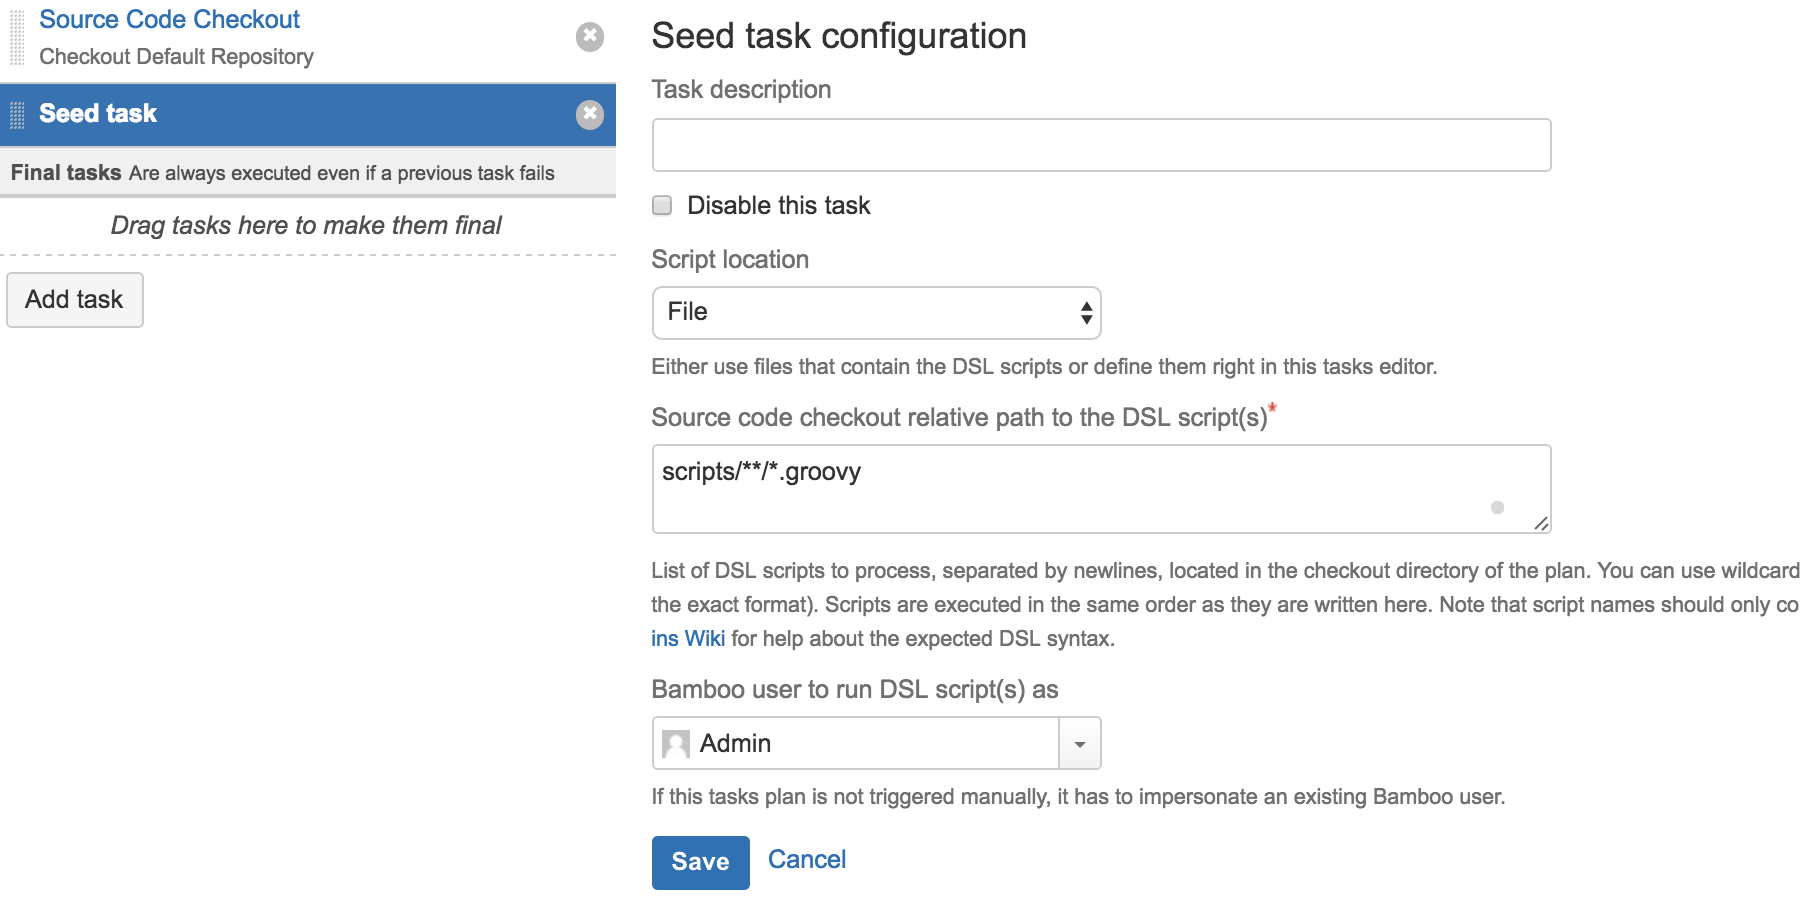 Source Code Checkout
Checkout Default Repository
Seed task
Final tasks Are always executed even if a previous task fails
Drag tasks here to make them final
Add task
Seed task configuration
Task description
Disable this task
Script location
File
Either use files that contain the DSL scripts or define them right in this tasks editor.
Source code checkout relative path to the DSL script(s)*
scripts/**/*.groovy
List of DSL scripts to process, separated by newlines, located in the checkout directory of the plan. You can use wildcard
the exact format). Scripts are executed in the same order as they are written here. Note that script names should only co
ins Wiki for help about the expected DSL syntax.
Bamboo user to run DSL script(s) as
Admin
If this tasks plan is not triggered manually, it has to impersonate an existing Bamboo user.
Save Cancel